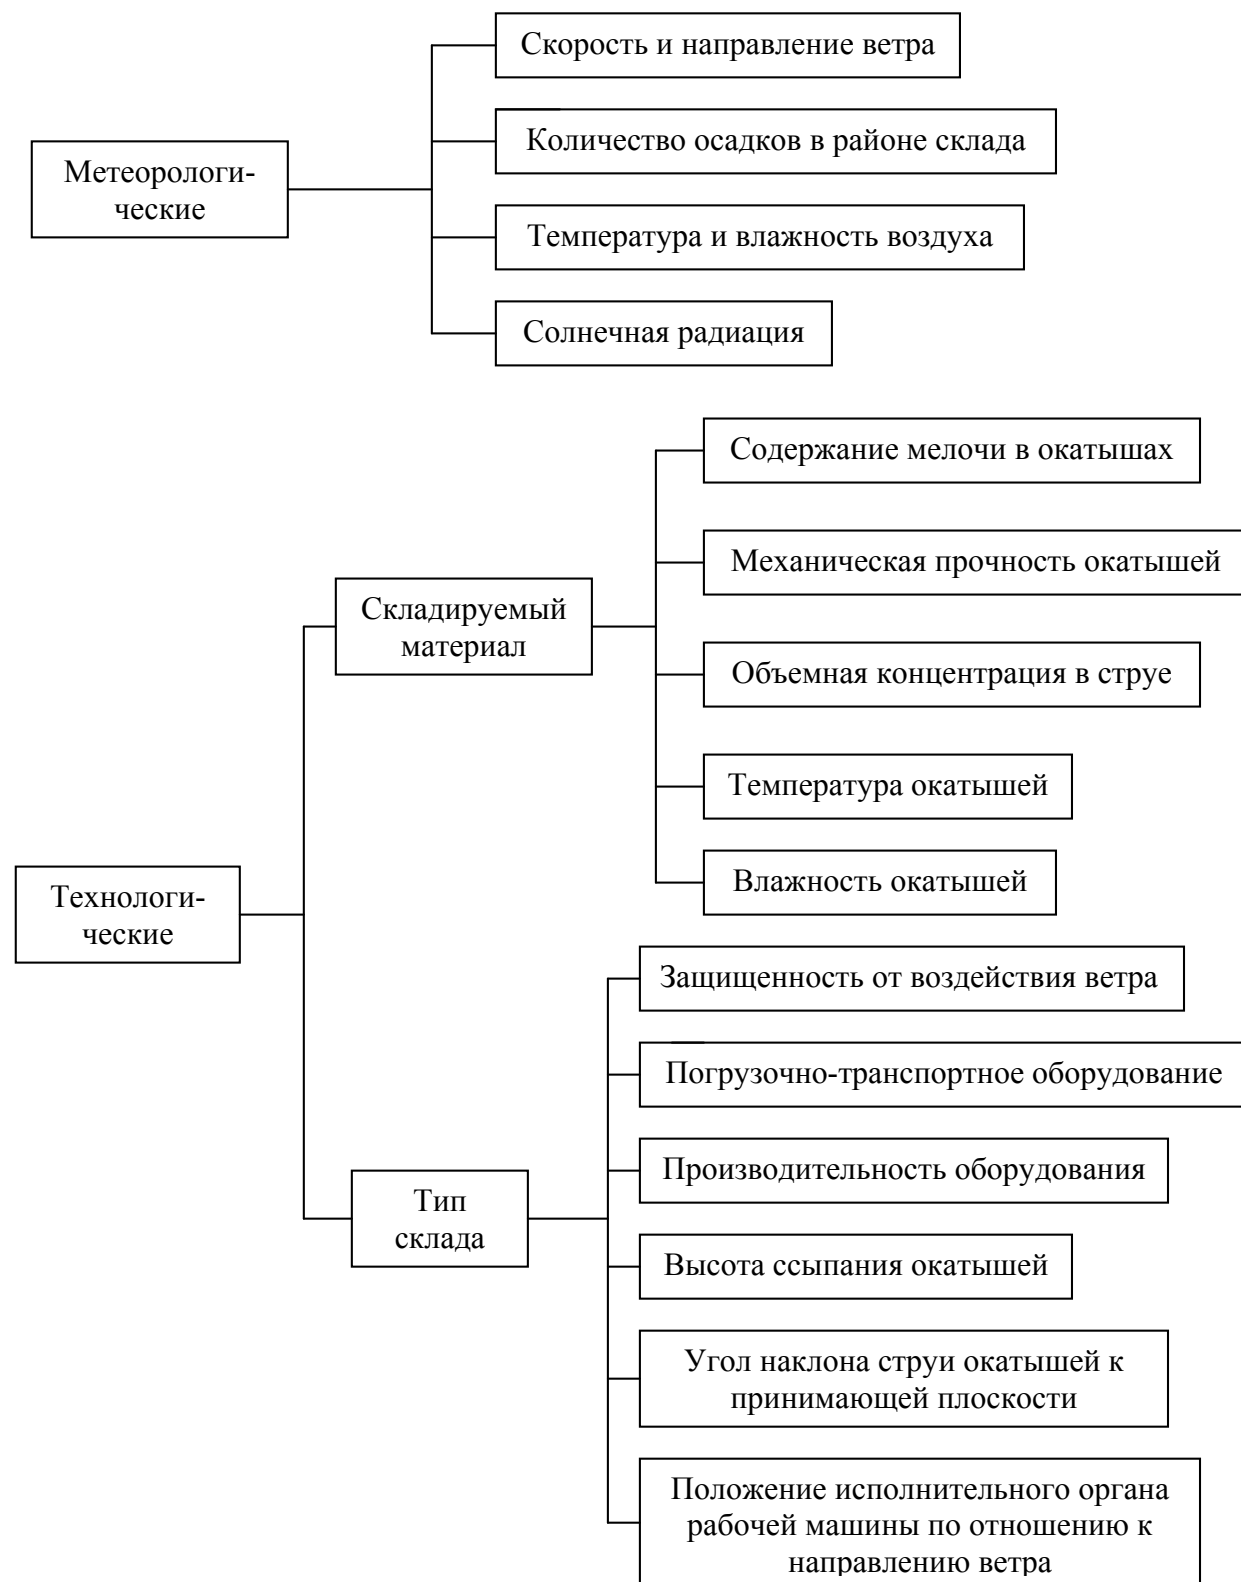 Скорость и направление ветра
Количество осадков в районе склада
Метеорологи-
ческие
Температура и влажность воздуха
Солнечная радиация
Содержание мелочи в окатышах
Механическая прочность окатышей
Складируемый
материал
Объемная концентрация в струе
Температура окатышей
Влажность окатышей
Технологи-
ческие
Защищенность от воздействия ветра
Погрузочно-транспортное оборудование
Производительность оборудования
Тип
склада
Высота ссыпания окатышей
Угол наклона струи окатышей к
принимающей плоскости
Положение исполнительного органа
рабочей машины по отношению к
направлению ветра